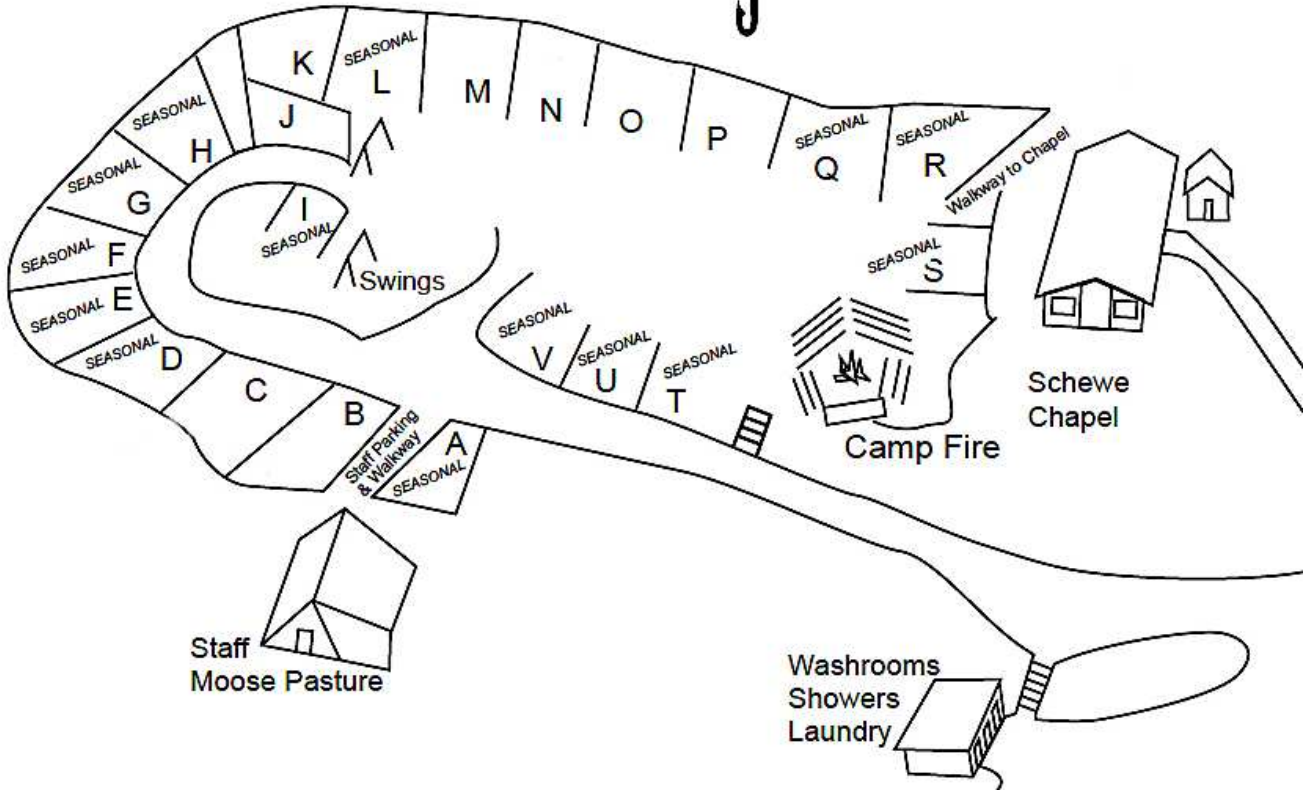 K
SEASONAL
L
M
N
O
P
SEASONAL
Q
SEASONAL
R
Walkway to Chapel
J
SEASONAL
H
SEASONAL
G
I
SEASONAL
SEASONAL
F
Swings
SEASONAL
S
SEASONAL
E
SEASONAL
D
C
B
Staff Parking
& Walkway
A
SEASONAL
SEASONAL
V
SEASONAL
U
SEASONAL
T
Camp Fire
Schewe
Chapel
Staff
Moose Pasture
Washrooms
Showers
Laundry